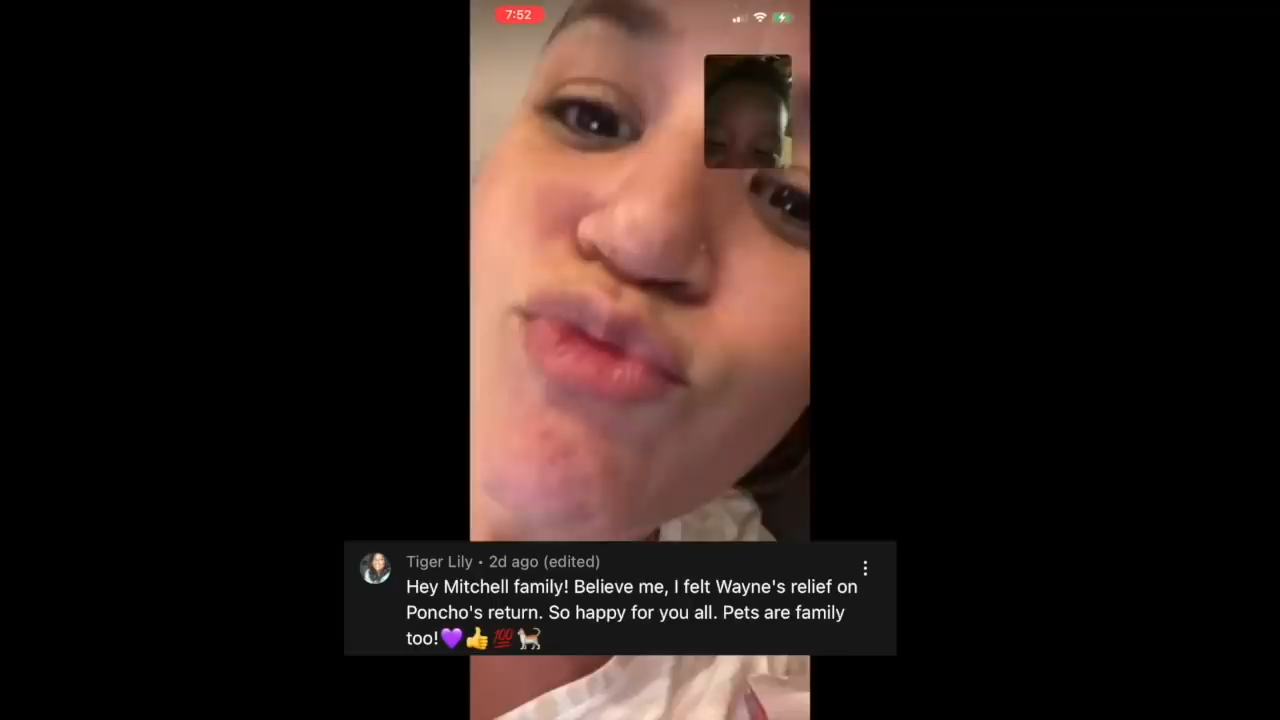 7:52
Tiger Lily • 2d ago (edited)
Hey Mitchell family! Believe me, I felt Wayne's relief on
Poncho's return. So happy for you all. Pets are family
too!💜👍💯🐈